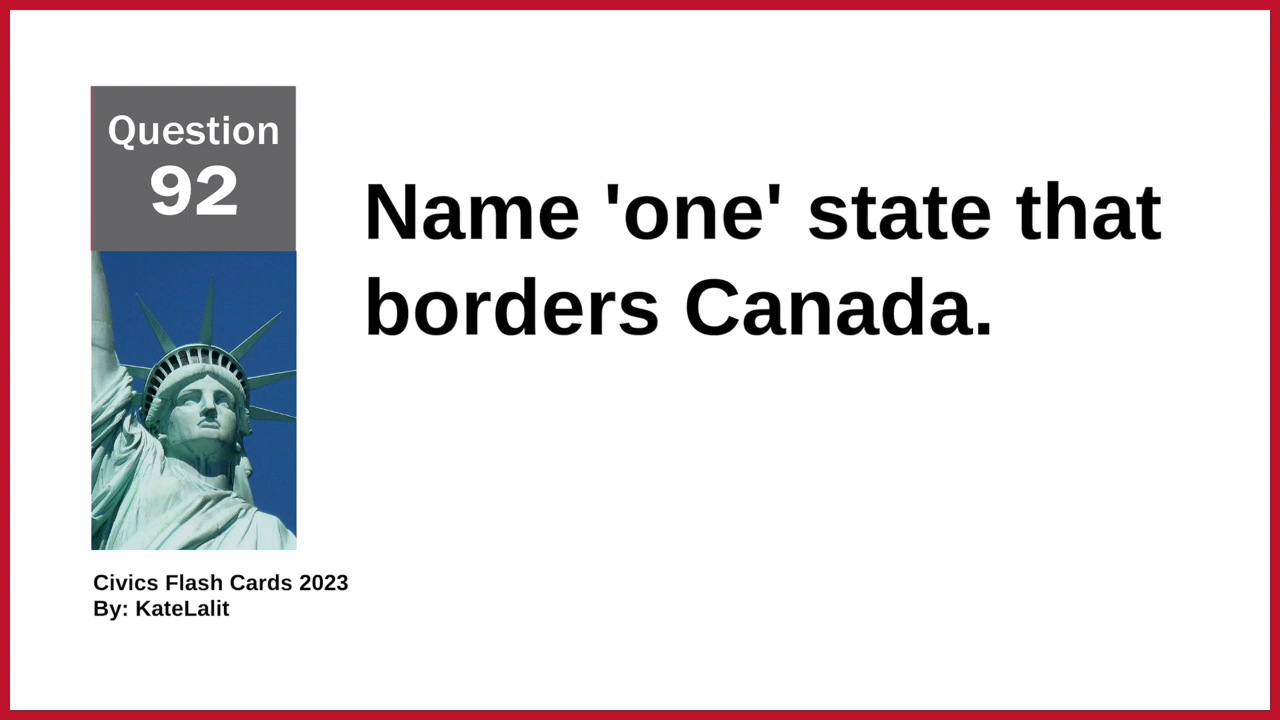 Question
92
Name 'one' state that
borders Canada.
Civics Flash Cards 2023
By: KateLalit